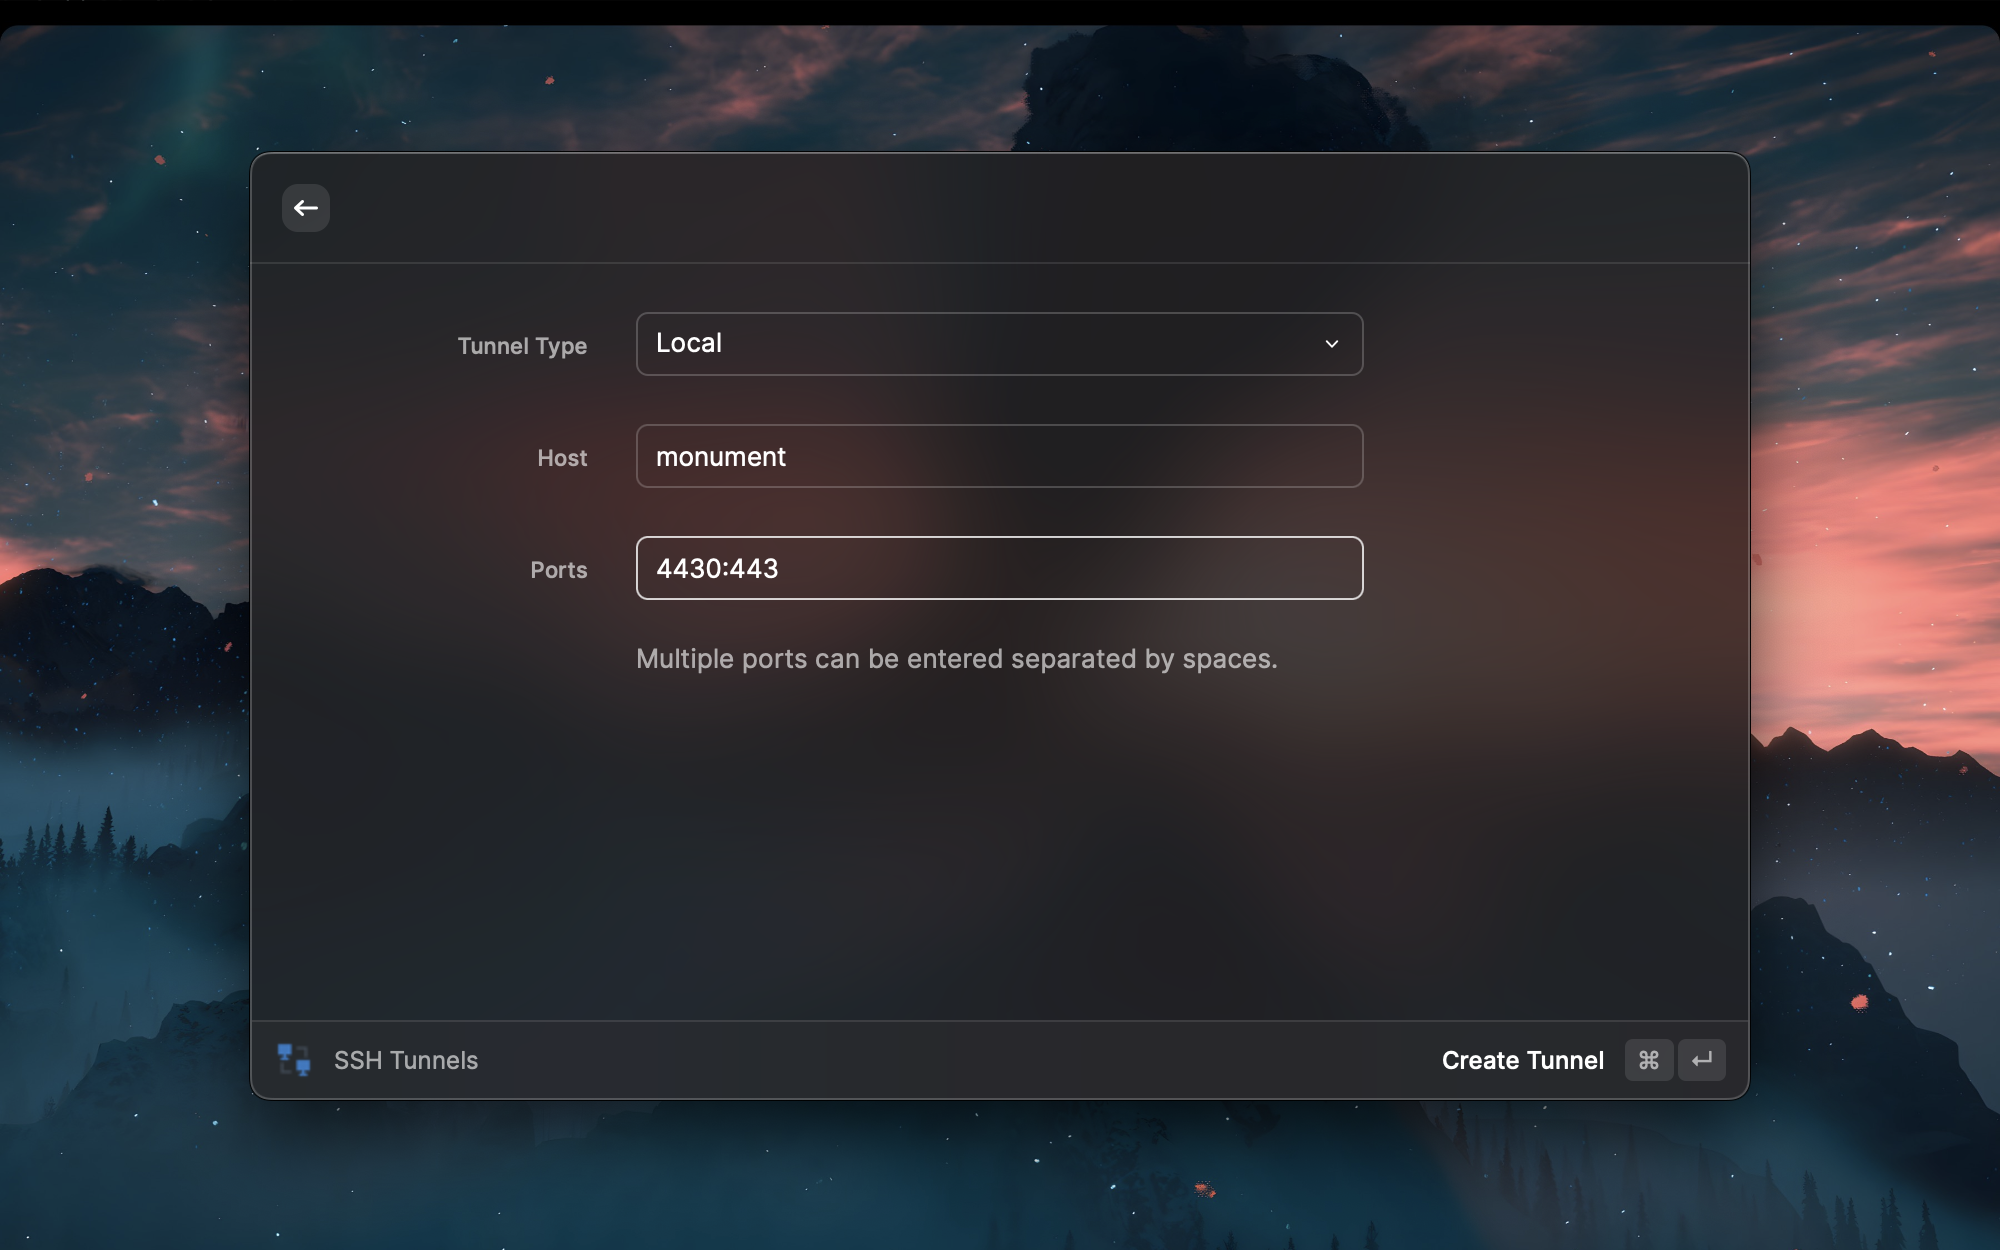 Tunnel Type
Local
Host
monument
Ports
4430:443
Multiple ports can be entered separated by spaces.
SSH Tunnels
Create Tunnel ⌘ ↵